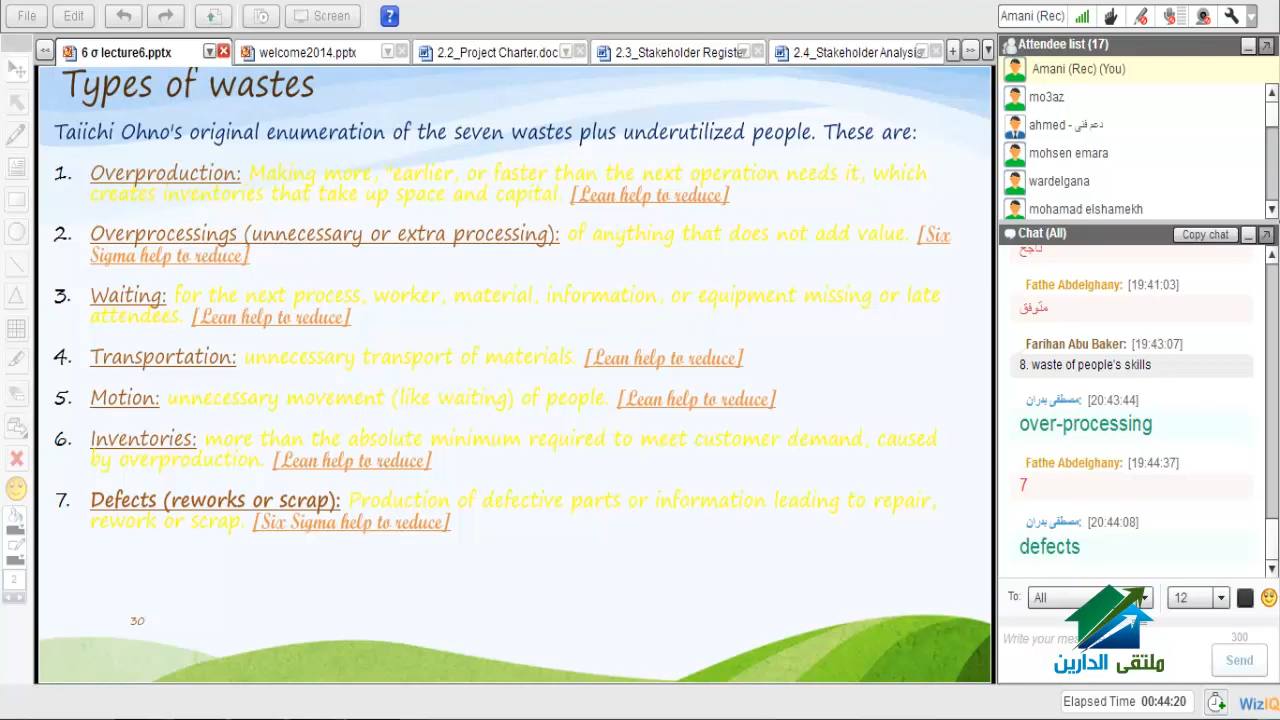 File
Edit
Screen
?
Amani (Rec)
6 σ lecture6.pptx
welcome2014.pptx
2.2_Project Charter.doc
2.3_Stakeholder Registe
2.4_Stakeholder Analysi
Types of wastes
Taiichi Ohno's original enumeration of the seven wastes plus underutilized people. These are:
1. Overproduction: Making more, "earlier, or faster than the next operation needs it, which
creates inventories that take up space and capital. [Lean help to reduce]
2. Overprocessings (unnecessary or extra processing): of anything that does not add value. [Six
Sigma help to reduce]
3. Waiting: for the next process, worker, material, information, or equipment missing or late
attendees. [Lean help to reduce]
4. Transportation: unnecessary transport of materials. [Lean help to reduce]
5. Motion: unnecessary movement (like waiting) of people. [Lean help to reduce]
6. Inventories: more than the absolute minimum required to meet customer demand, caused
by overproduction. [Lean help to reduce]
7. Defects (reworks or scrap): Production of defective parts or information leading to repair,
rework or scrap. [Six Sigma help to reduce]
30
2
Attendee list (17)
Amani (Rec) (You)
mo3az
ahmed - دعم فنى
mohsen emara
wardelgana
mohamad elshamekh
Chat (All)
Copy chat
Fathe Abdelghany: [19:41:03]
متوفق
Farihan Abu Baker: [19:43:07]
8. waste of people's skills
مصطفى بدران: [20:43:44]
over-processing
Fathe Abdelghany: [19:44:37]
7
مصطفى بدران: [20:44:08]
defects
To: All
12
Write your mes
300
Send
ملتقى الدارين
Elapsed Time 00:44:20
WizIQ